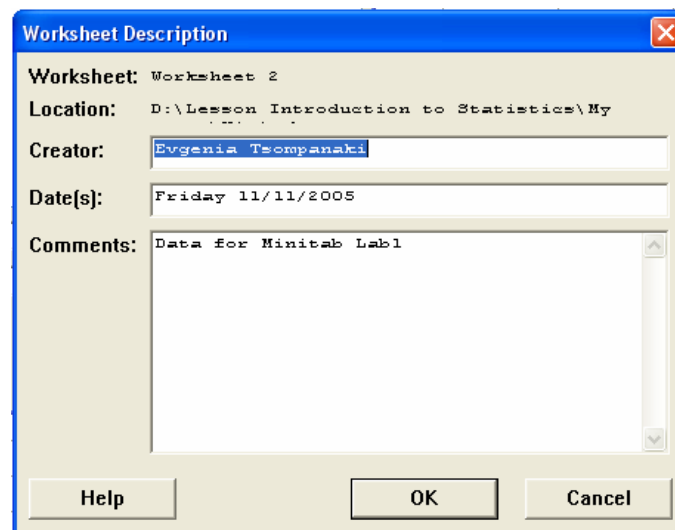 Worksheet Description
Worksheet: Worksheet 2
Location: D:\Lesson Introduction to Statistics\My
Creator: Evgenia Tsompanaki
Date(s): Friday 11/11/2005
Comments: Data for Minitab Lab1
Help OK Cancel